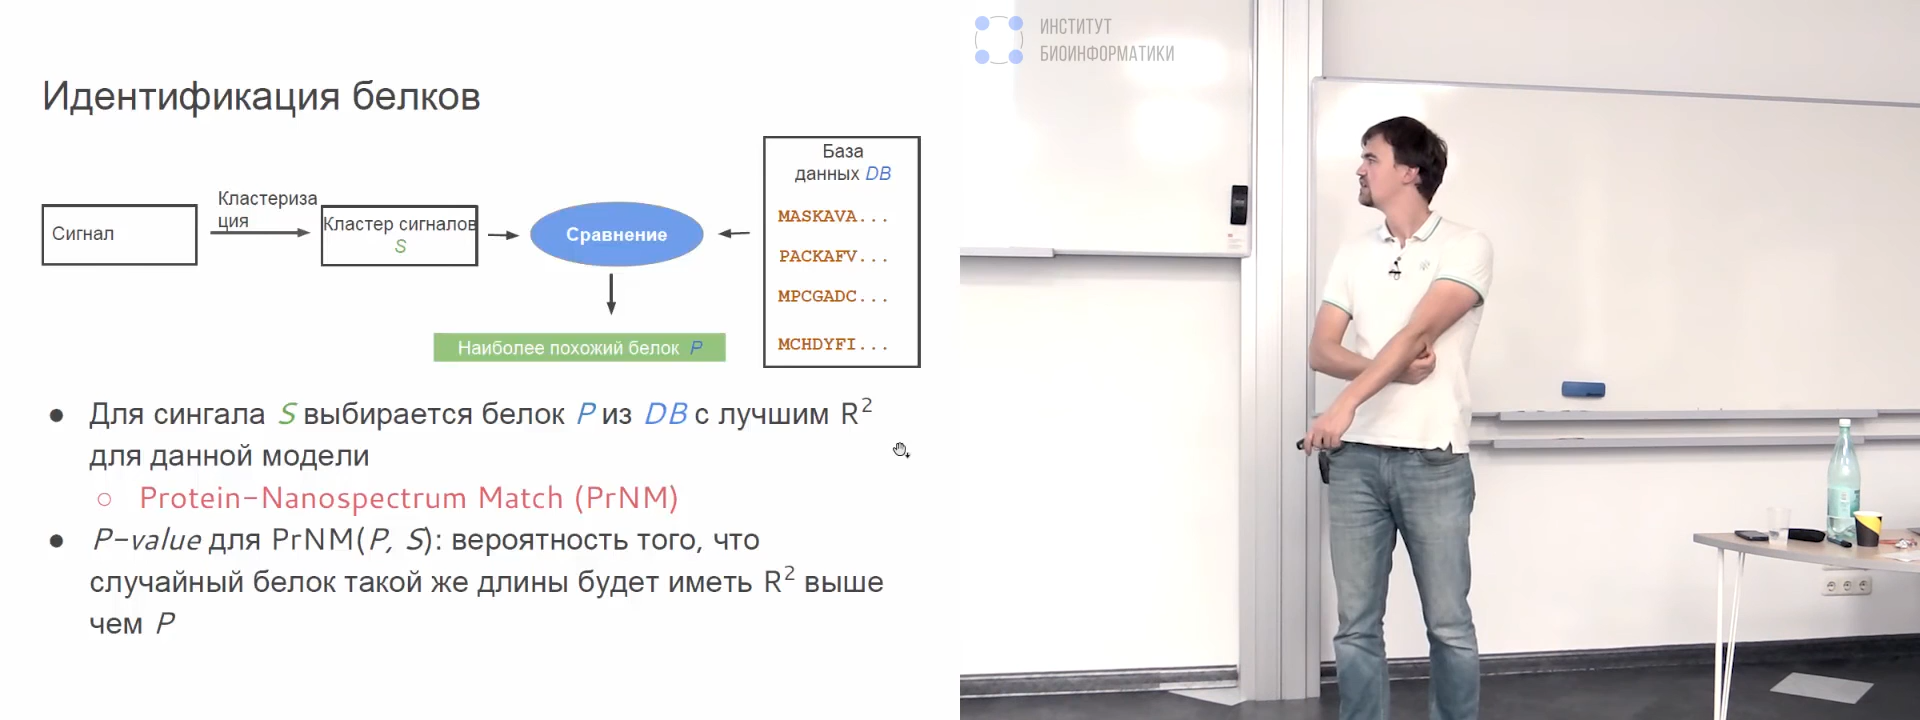 Идентификация белков
База
данных DB
Кластериза
ция
Сигнал
Кластер сигналов
S
Сравнение
MASKAVA...
PACKAFV...
MPCGADC...
MCHDYFI...
Наиболее похожий белок P
● Для сингала S выбирается белок P из DB с лучшим R²
для данной модели
○ Protein-Nanospectrum Match (PrNM)
● P-value для PrNM(P, S): вероятность того, что
случайный белок такой же длины будет иметь R² выше
чем P
ИНСТИТУТ
БИОИНФОРМАТИКИ